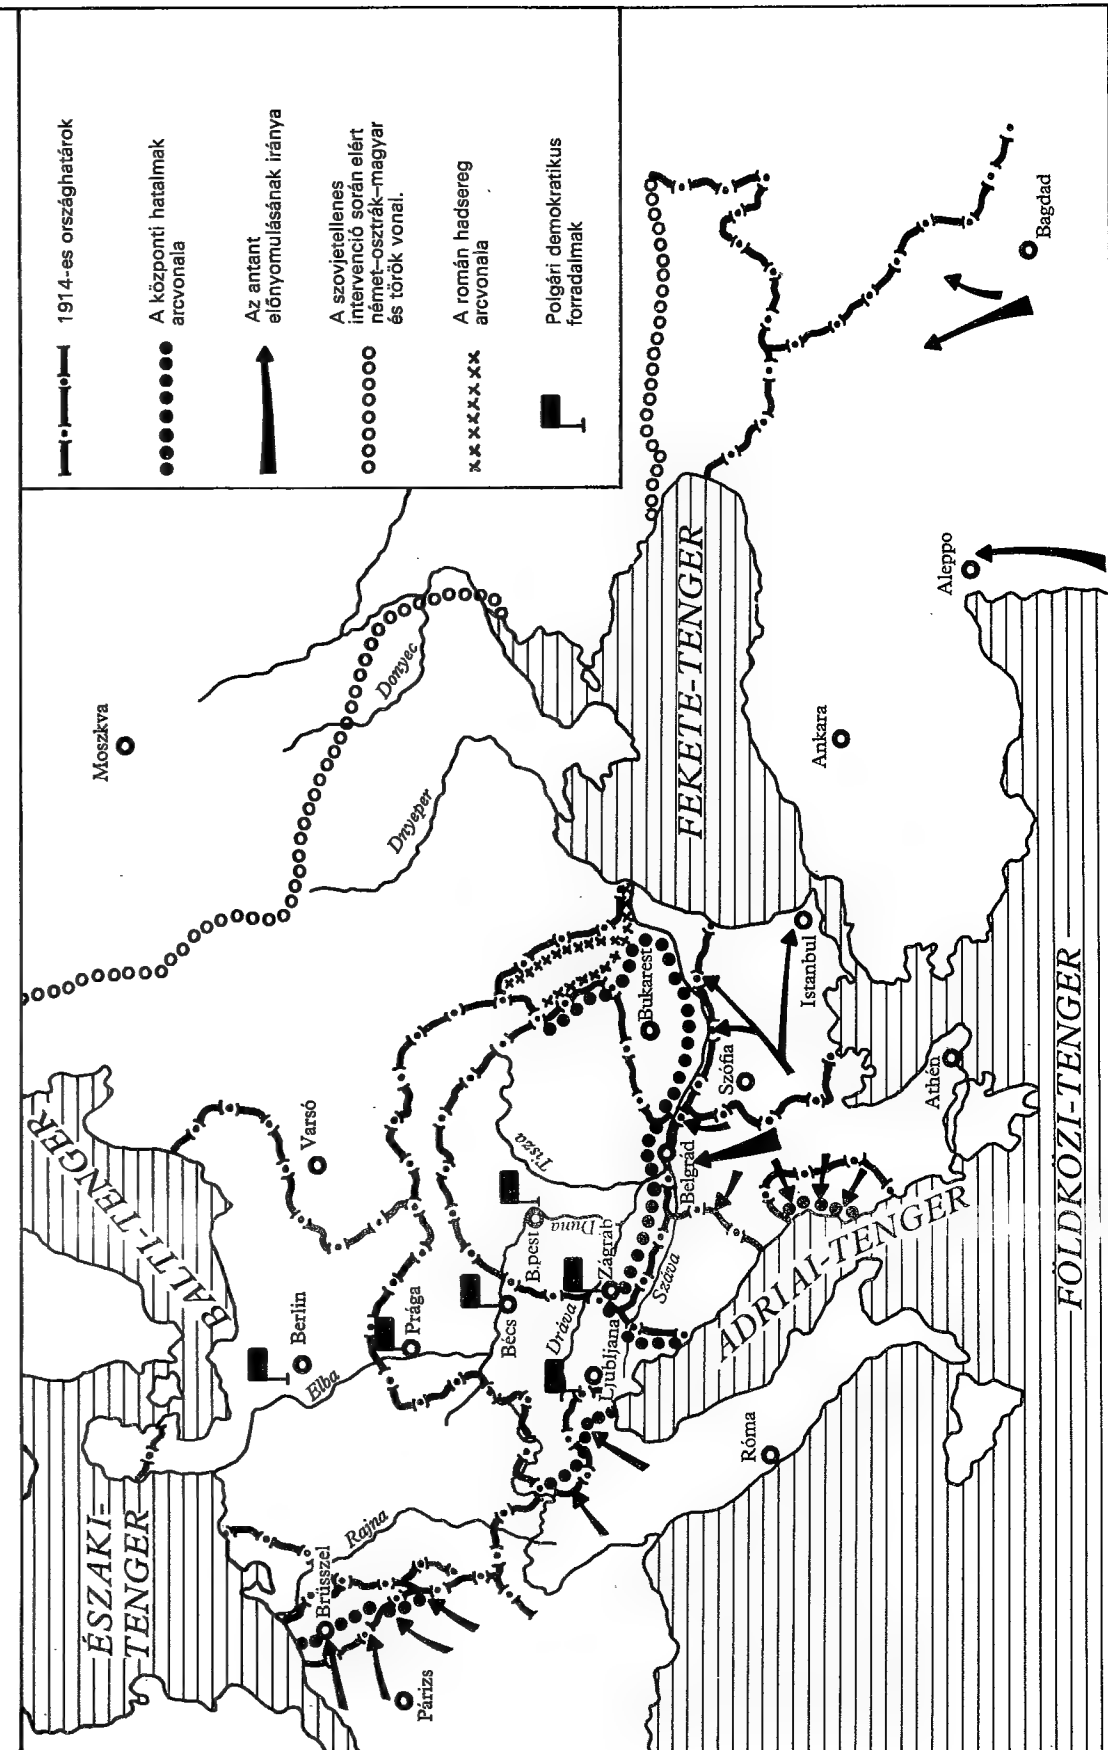 1914-es országhatárok
A központi hatalmak
arcvonala
Az antant
előnyomulásának iránya
A szovjetellenes
intervenció során elért
német–osztrák–magyar
és török vonal.
A román hadsereg
arcvonala
Polgári demokratikus
forradalmak
ÉSZAKI-
TENGER
BALTI-TENGER
Moszkva
Donyec
Dnyeper
Varsó
Berlin
Elba
Prága
Rajna
Brüsszel
Párizs
Bécs
B.pest
Duna
Tisza
Dráva
Zágráb
Ljubljana
Száva
Belgrád
Bukarest
Szófia
Istanbul
FEKETE-TENGER
Ankara
Aleppo
Bagdad
Athén
Róma
ADRIAI-TENGER
FÖLDKÖZI-TENGER